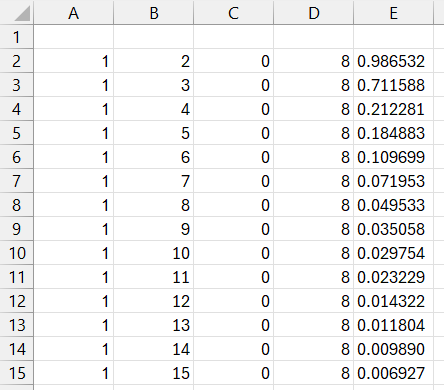 A B C D E
1
2 1 2 0 8 0.986532
3 1 3 0 8 0.711588
4 1 4 0 8 0.212281
5 1 5 0 8 0.184883
6 1 6 0 8 0.109699
7 1 7 0 8 0.071953
8 1 8 0 8 0.049533
9 1 9 0 8 0.035058
10 1 10 0 8 0.029754
11 1 11 0 8 0.023229
12 1 12 0 8 0.014322
13 1 13 0 8 0.011804
14 1 14 0 8 0.009890
15 1 15 0 8 0.006927